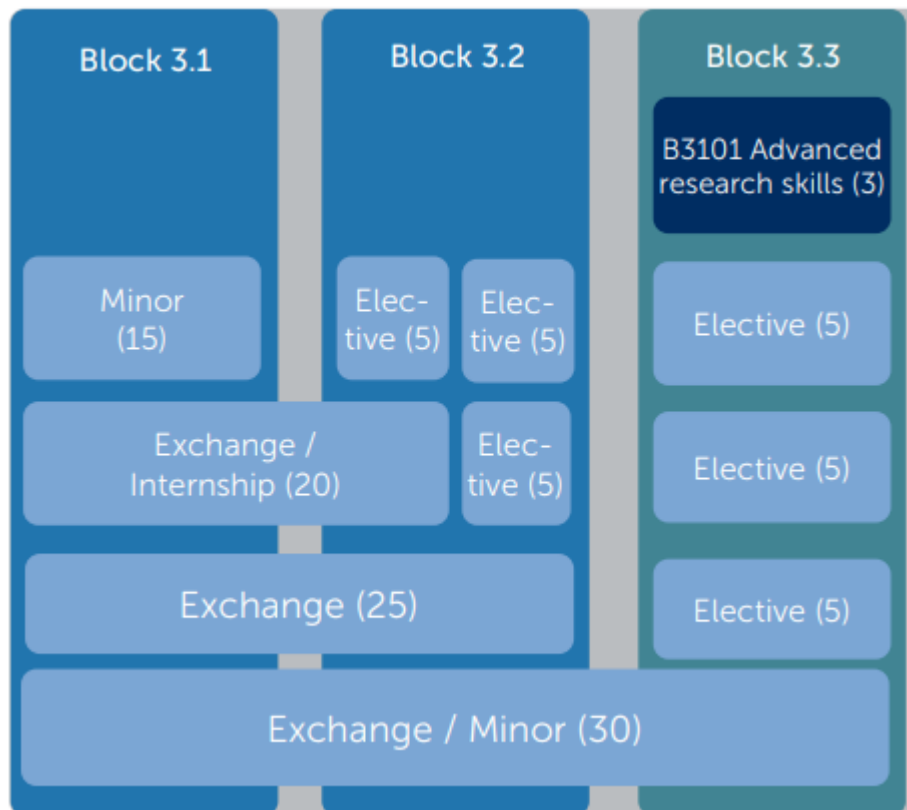 Block 3.1
Block 3.2
Block 3.3
B3101 Advanced
research skills (3)
Minor
(15)
Elec-
tive (5)
Elec-
tive (5)
Elective (5)
Exchange /
Internship (20)
Elec-
tive (5)
Elective (5)
Exchange (25)
Elective (5)
Exchange / Minor (30)